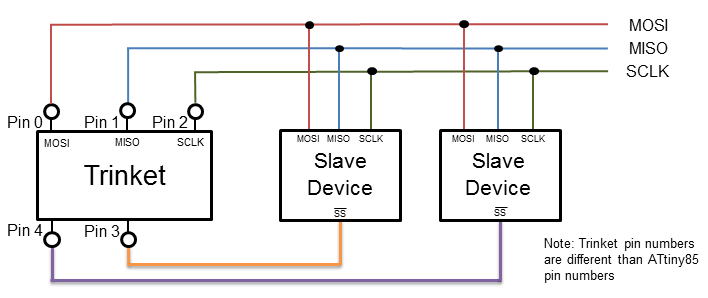 MOSI
MISO
SCLK
Pin 0 Pin 1 Pin 2
MOSI MISO SCLK
Trinket
MOSI MISO SCLK
Slave
Device
SS
MOSI MISO SCLK
Slave
Device
SS
Pin 4 Pin 3
Note: Trinket pin numbers
are different than ATtiny85
pin numbers